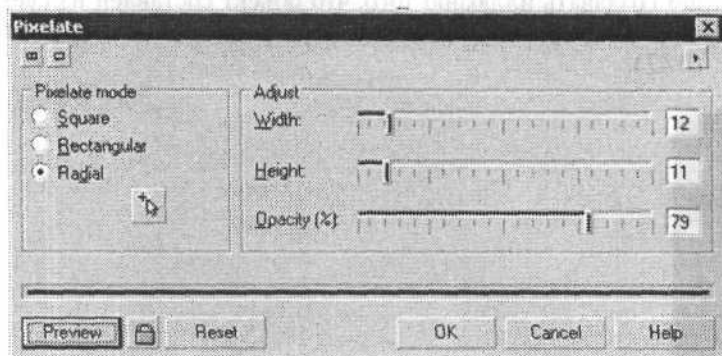 Pixelate
Pixelate mode
Square
Rectangular
Radial
Adjust
Width: 12
Height: 11
Opacity (%): 79
Preview
Reset
OK
Cancel
Help